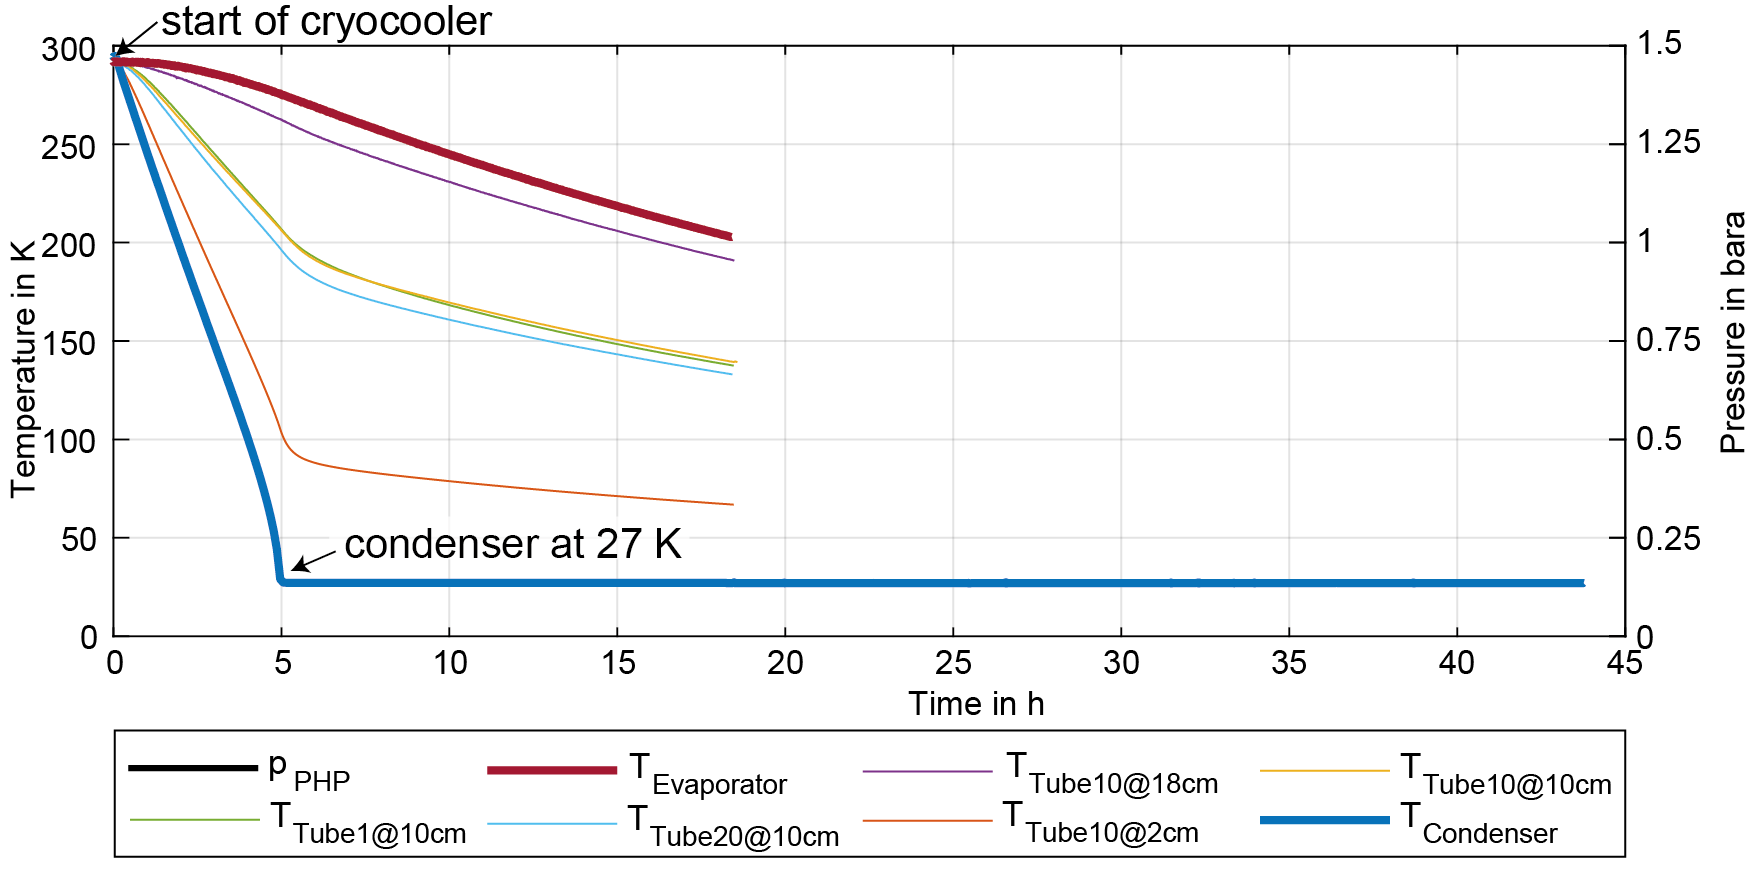 start of cryocooler
300
250
200
150
100
50
0
Temperature in K
1.5
1.25
1
0.75
0.5
0.25
0
Pressure in bara
condenser at 27 K
0 5 10 15 20 25 30 35 40 45
Time in h
p PHP T Evaporator T Tube10@18cm T Tube10@10cm
T Tube1@10cm T Tube20@10cm T Tube10@2cm T Condenser